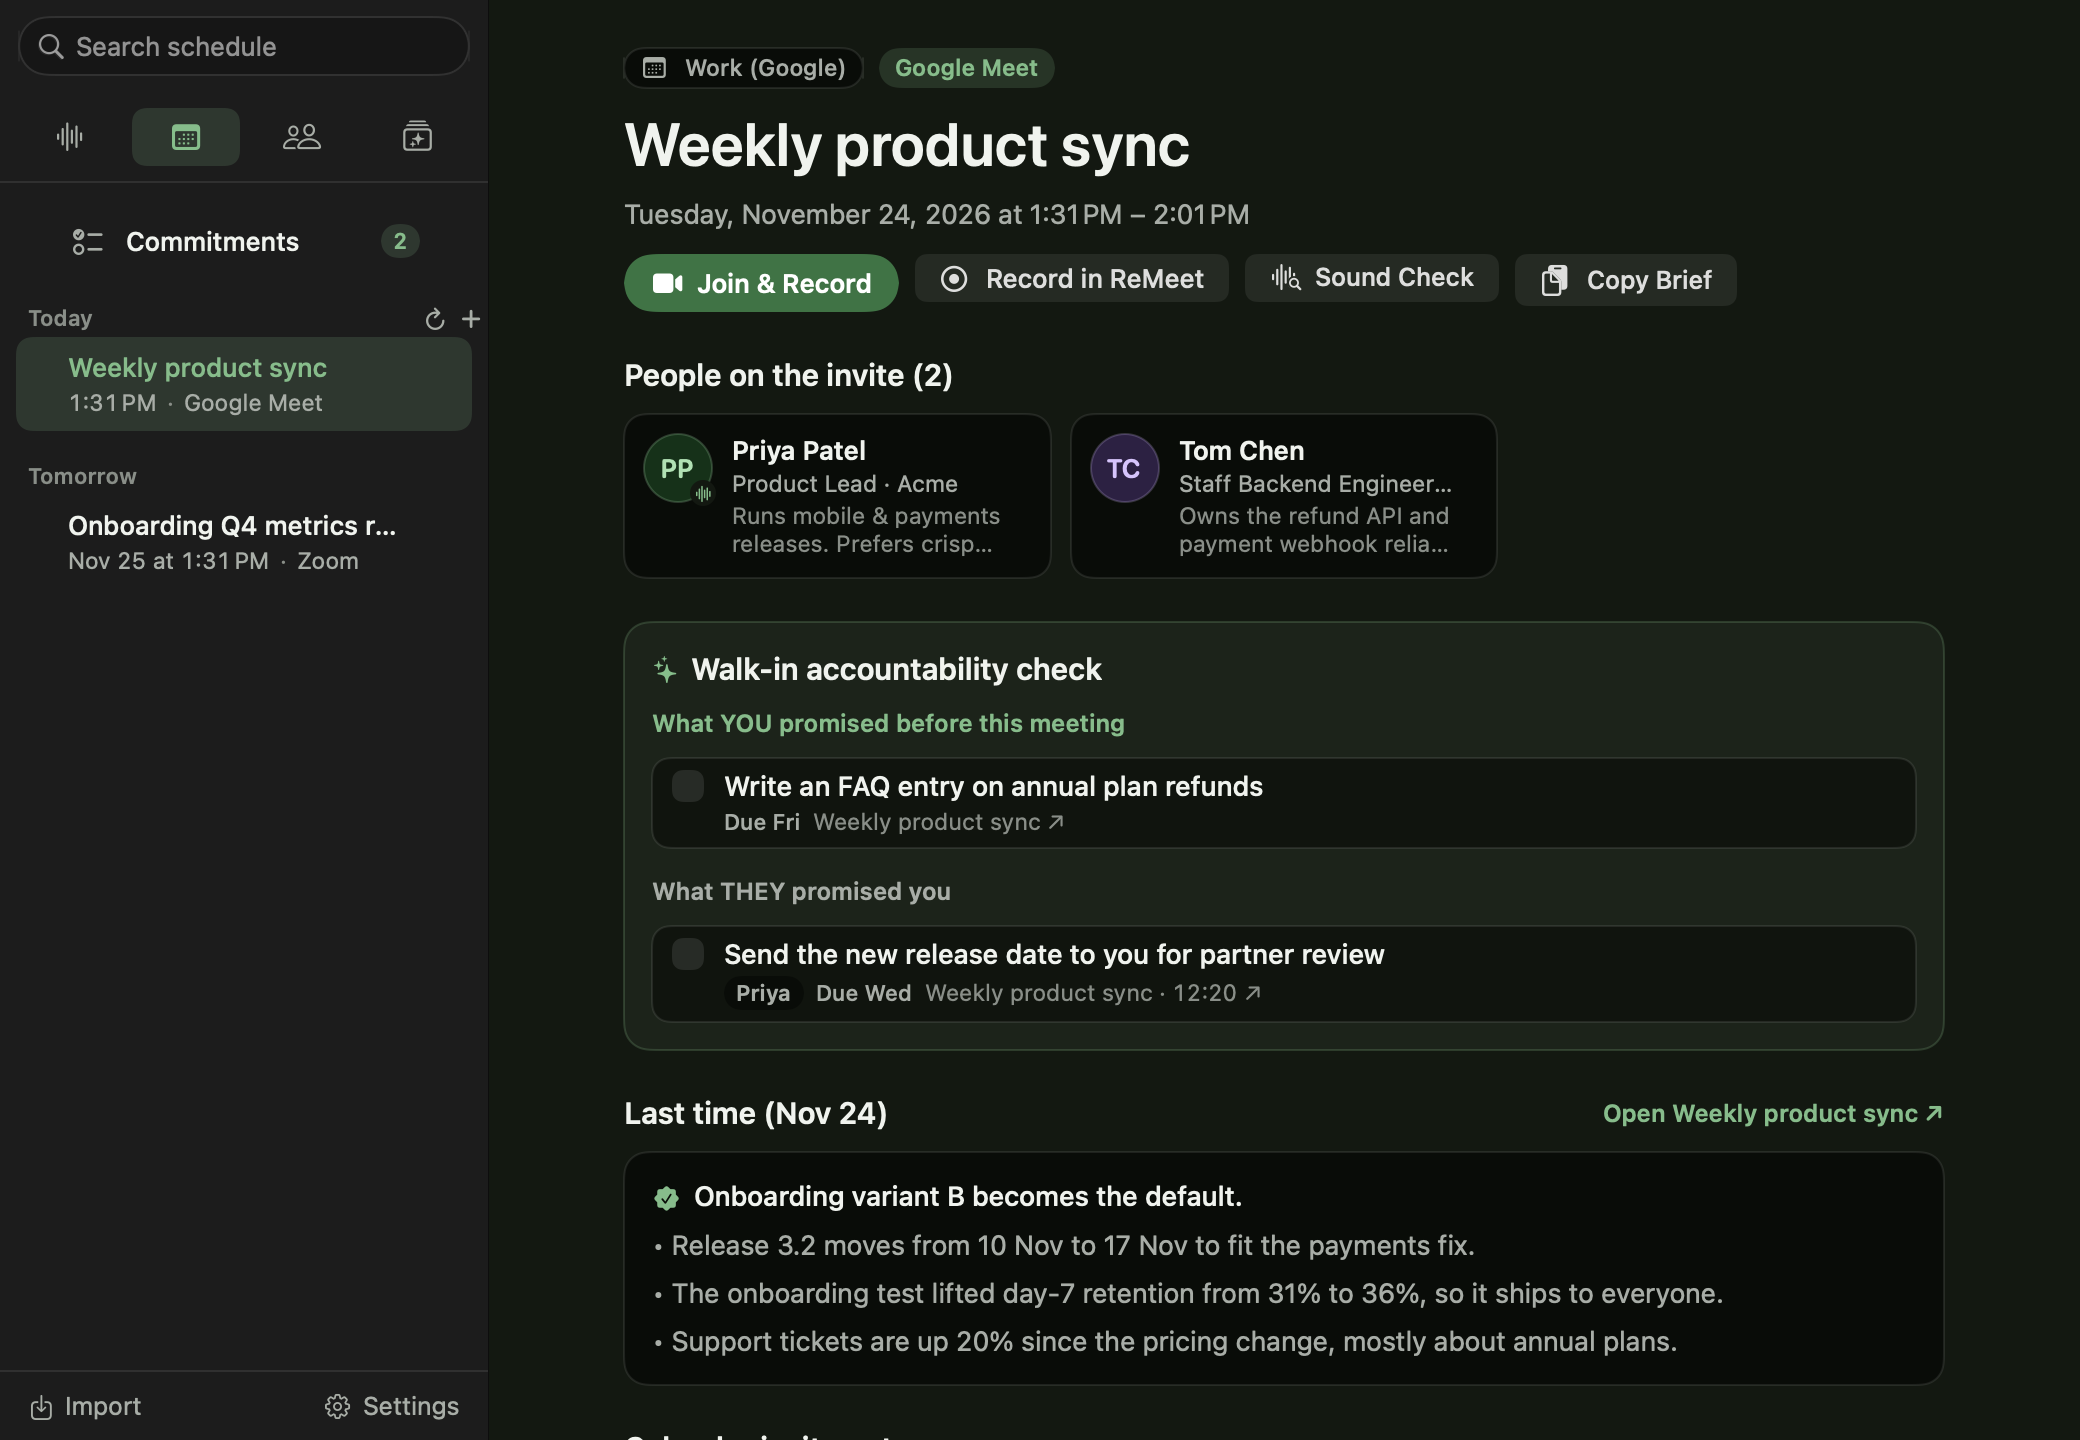 Search schedule
Commitments 2
Today
Weekly product sync
1:31 PM · Google Meet
Tomorrow
Onboarding Q4 metrics r...
Nov 25 at 1:31 PM · Zoom
Import
Settings
Work (Google)
Google Meet
Weekly product sync
Tuesday, November 24, 2026 at 1:31 PM – 2:01 PM
Join & Record
Record in ReMeet
Sound Check
Copy Brief
People on the invite (2)
PP
Priya Patel
Product Lead · Acme
Runs mobile & payments
releases. Prefers crisp...
TC
Tom Chen
Staff Backend Engineer...
Owns the refund API and
payment webhook relia...
Walk-in accountability check
What YOU promised before this meeting
Write an FAQ entry on annual plan refunds
Due Fri Weekly product sync ↗
What THEY promised you
Send the new release date to you for partner review
Priya Due Wed Weekly product sync · 12:20 ↗
Last time (Nov 24)
Open Weekly product sync ↗
Onboarding variant B becomes the default.
• Release 3.2 moves from 10 Nov to 17 Nov to fit the payments fix.
• The onboarding test lifted day-7 retention from 31% to 36%, so it ships to everyone.
• Support tickets are up 20% since the pricing change, mostly about annual plans.